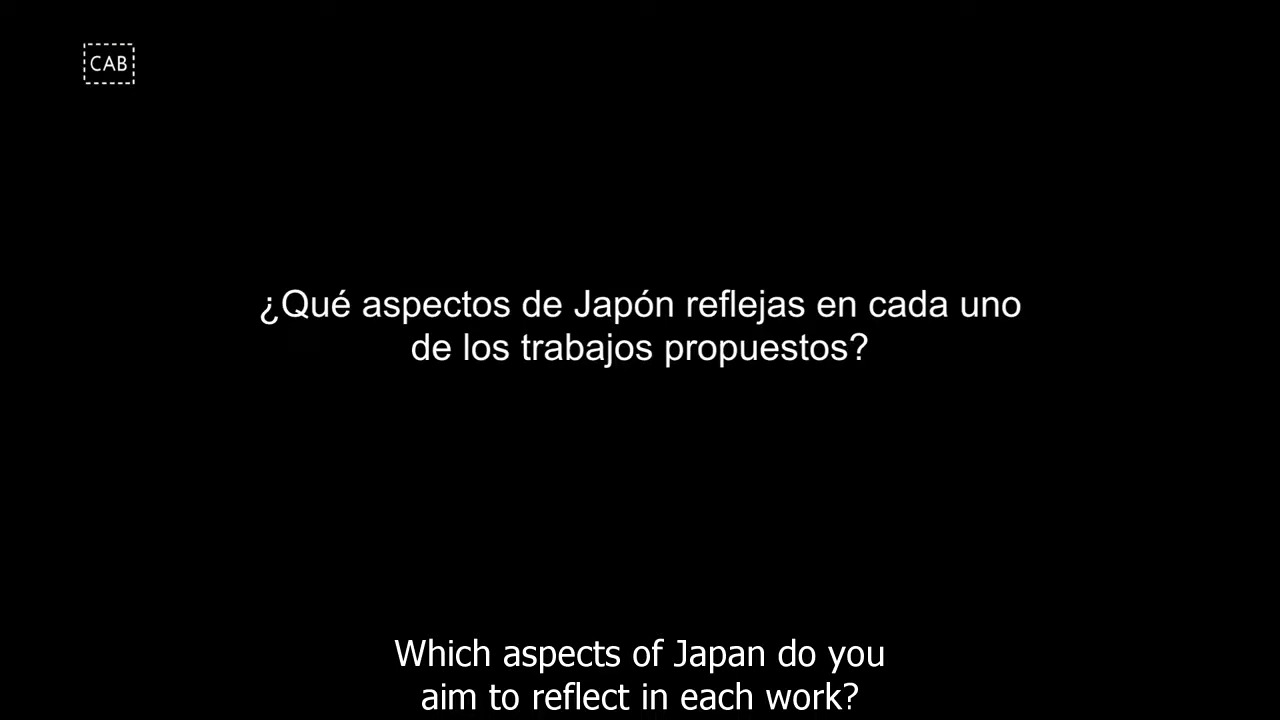 CAB
¿Qué aspectos de Japón reflejas en cada uno
de los trabajos propuestos?
Which aspects of Japan do you
aim to reflect in each work?